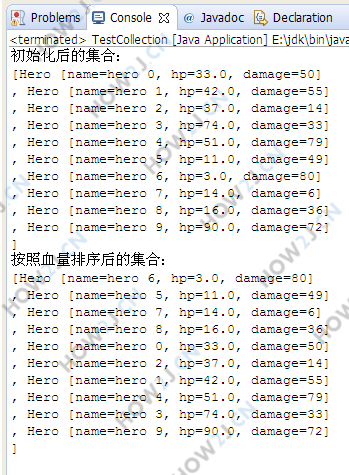 Problems Console Javadoc Declaration
<terminated> TestCollection [Java Application] E:\jdk\bin\javav
初始化后的集合:
[Hero [name=hero 0, hp=33.0, damage=50]
, Hero [name=hero 1, hp=42.0, damage=55]
, Hero [name=hero 2, hp=37.0, damage=14]
, Hero [name=hero 3, hp=74.0, damage=33]
, Hero [name=hero 4, hp=51.0, damage=79]
, Hero [name=hero 5, hp=11.0, damage=49]
, Hero [name=hero 6, hp=3.0, damage=80]
, Hero [name=hero 7, hp=14.0, damage=6]
, Hero [name=hero 8, hp=16.0, damage=36]
, Hero [name=hero 9, hp=90.0, damage=72]
]
按照血量排序后的集合:
[Hero [name=hero 6, hp=3.0, damage=80]
, Hero [name=hero 5, hp=11.0, damage=49]
, Hero [name=hero 7, hp=14.0, damage=6]
, Hero [name=hero 8, hp=16.0, damage=36]
, Hero [name=hero 0, hp=33.0, damage=50]
, Hero [name=hero 2, hp=37.0, damage=14]
, Hero [name=hero 1, hp=42.0, damage=55]
, Hero [name=hero 4, hp=51.0, damage=79]
, Hero [name=hero 3, hp=74.0, damage=33]
, Hero [name=hero 9, hp=90.0, damage=72]
]
HOW2J.CN